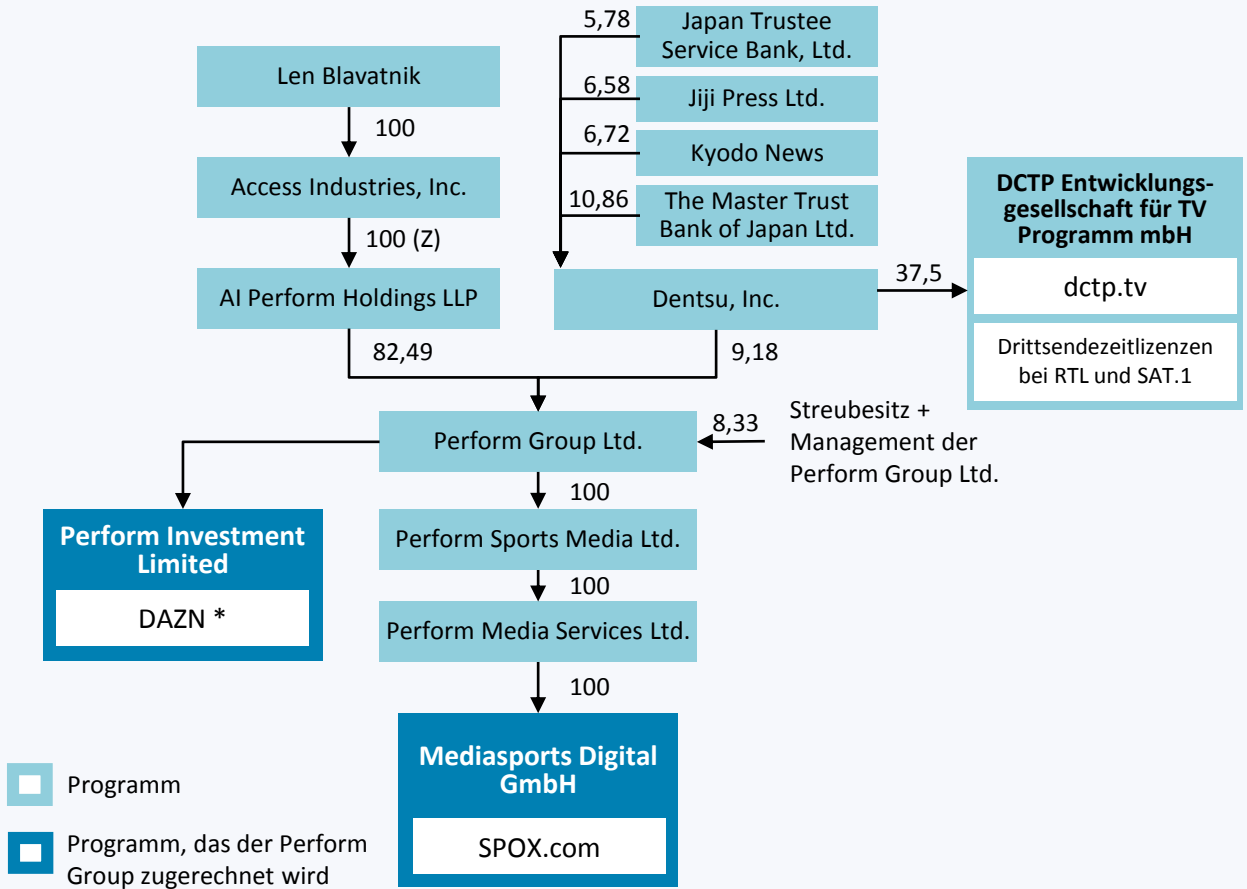 Len Blavatnik
100
Access Industries, Inc.
100 (Z)
AI Perform Holdings LLP
82,49
5,78
Japan Trustee
Service Bank, Ltd.
6,58
Jiji Press Ltd.
6,72
Kyodo News
10,86
The Master Trust
Bank of Japan Ltd.
Dentsu, Inc.
9,18
37,5
DCTP Entwicklungs-
gesellschaft für TV
Programm mbH
dctp.tv
Drittsendezeitlizenzen
bei RTL und SAT.1
Perform Group Ltd.
8,33
Streubesitz +
Management der
Perform Group Ltd.
100
Perform Investment
Limited
DAZN *
Perform Sports Media Ltd.
100
Perform Media Services Ltd.
100
Mediasports Digital
GmbH
SPOX.com
Programm
Programm, das der Perform
Group zugerechnet wird